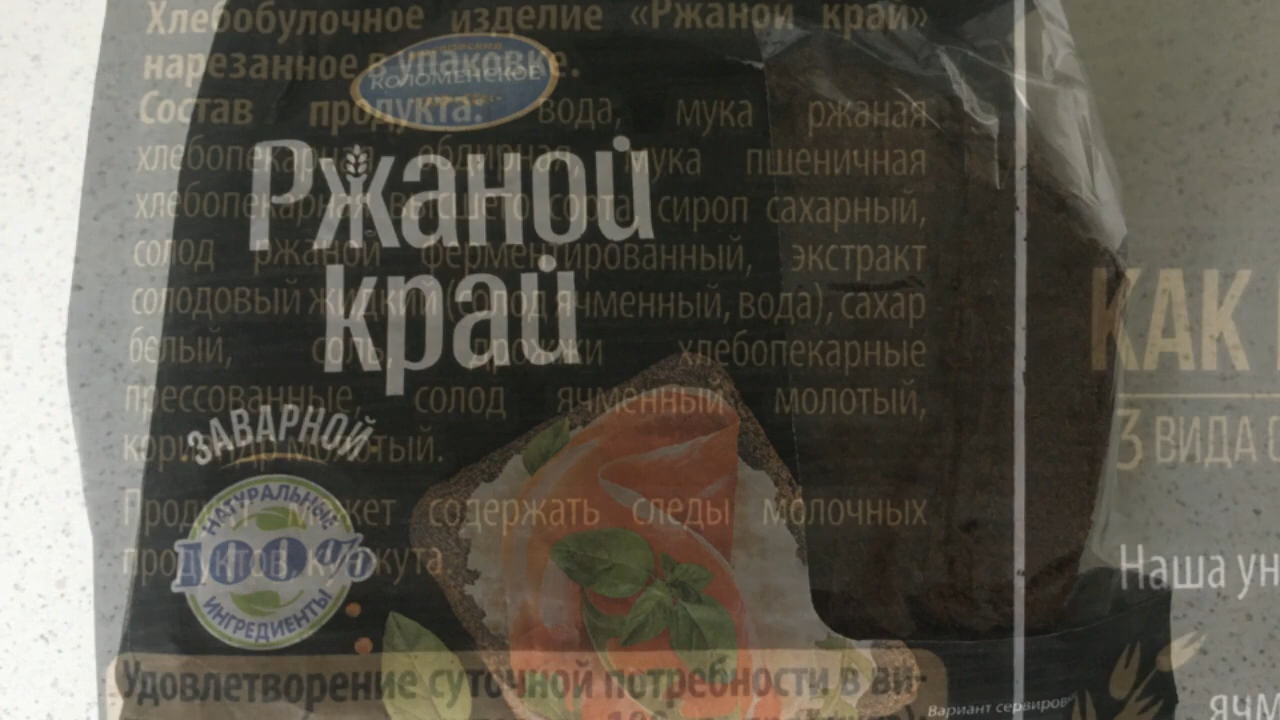 Хлебобулочное изделие «Ржаной край»
нарезанное в упаковке.
КОЛОМЕНСКОЕ
Состав продукта: вода, мука ржаная
хлебопекарная обдирная, мука пшеничная
хлебопекарная высшего сорта, сироп сахарный,
солод ржаной ферментированный, экстракт
солодовый жидкий (солод ячменный, вода), сахар
белый, соль, дрожжи хлебопекарные
прессованные, солод ячменный молотый,
кориандр молотый.
Продукт может содержать следы молочных
продуктов, кунжута.
Удовлетворение суточной потребности в ви-
Ржаной
край
ЗАВАРНОЙ
НАТУРАЛЬНЫЕ
100%
ИНГРЕДИЕНТЫ
Вариант
КАК
3 ВИДА
Наша